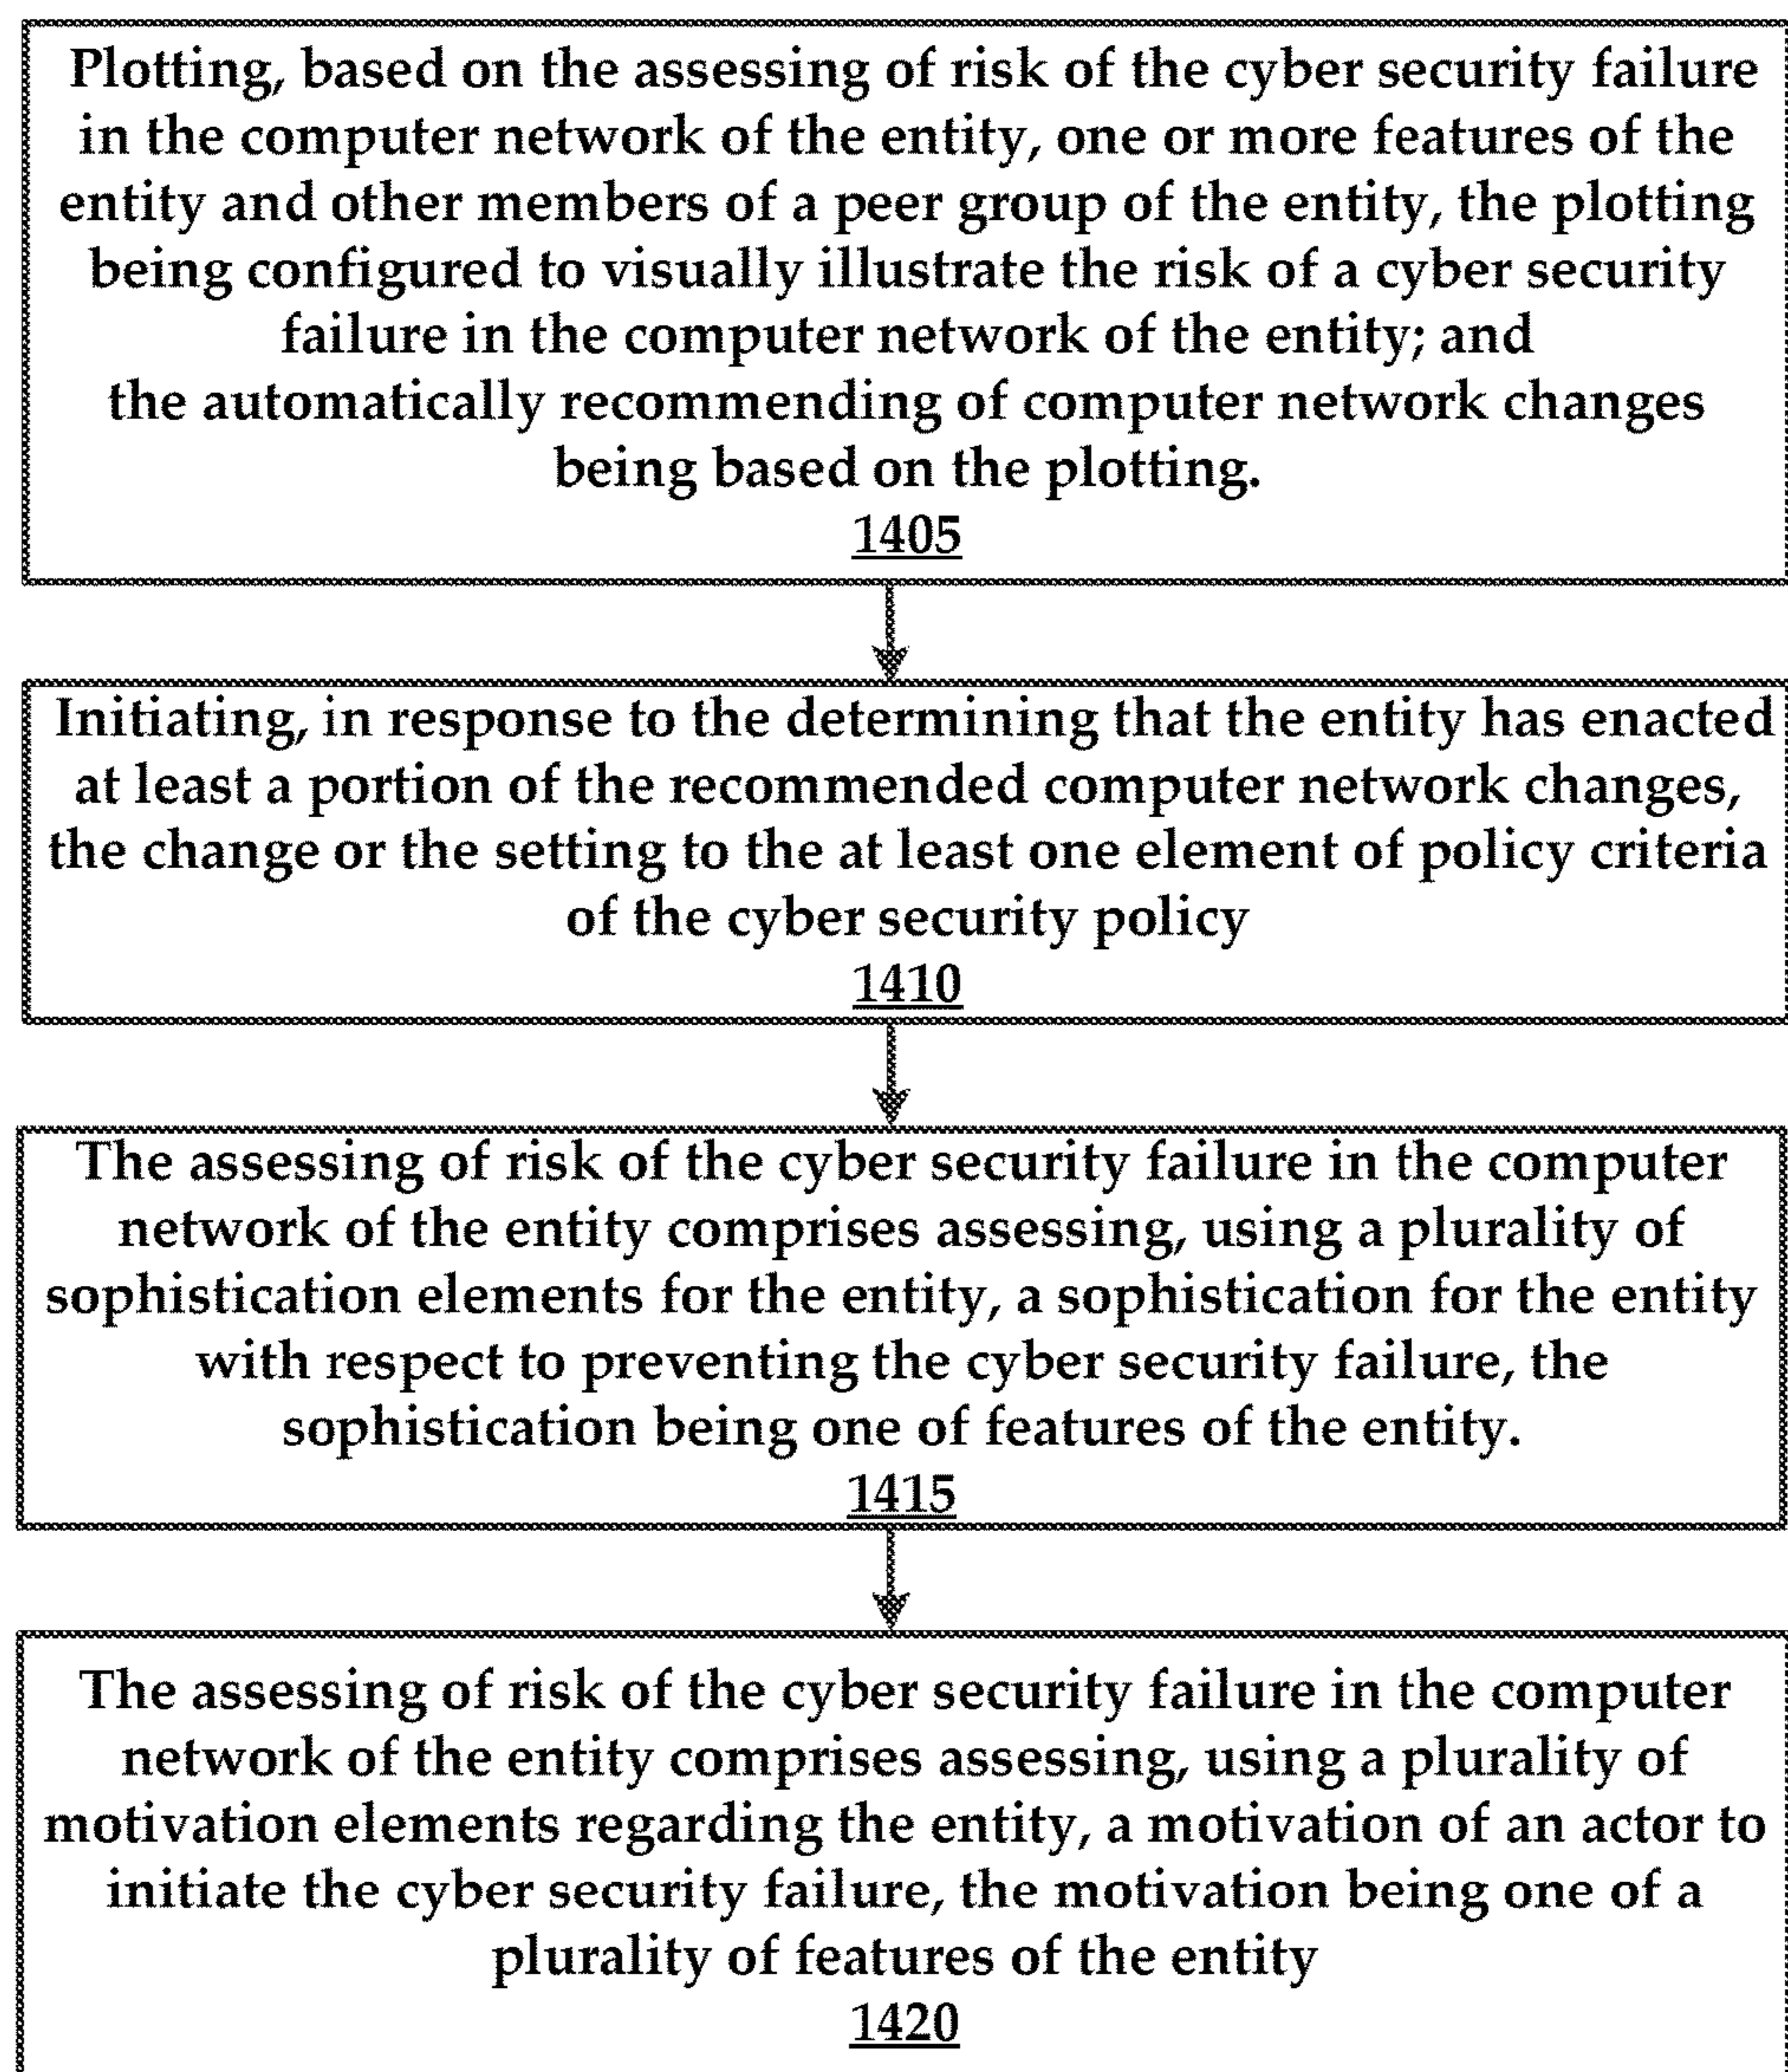 Plotting, based on the assessing of risk of the cyber security failure
in the computer network of the entity, one or more features of the
entity and other members of a peer group of the entity, the plotting
being configured to visually illustrate the risk of a cyber security
failure in the computer network of the entity; and
the automatically recommending of computer network changes
being based on the plotting.
1405
Initiating, in response to the determining that the entity has enacted
at least a portion of the recommended computer network changes,
the change or the setting to the at least one element of policy criteria
of the cyber security policy
1410
The assessing of risk of the cyber security failure in the computer
network of the entity comprises assessing, using a plurality of
sophistication elements for the entity, a sophistication for the entity
with respect to preventing the cyber security failure, the
sophistication being one of features of the entity.
1415
The assessing of risk of the cyber security failure in the computer
network of the entity comprises assessing, using a plurality of
motivation elements regarding the entity, a motivation of an actor to
initiate the cyber security failure, the motivation being one of a
plurality of features of the entity
1420